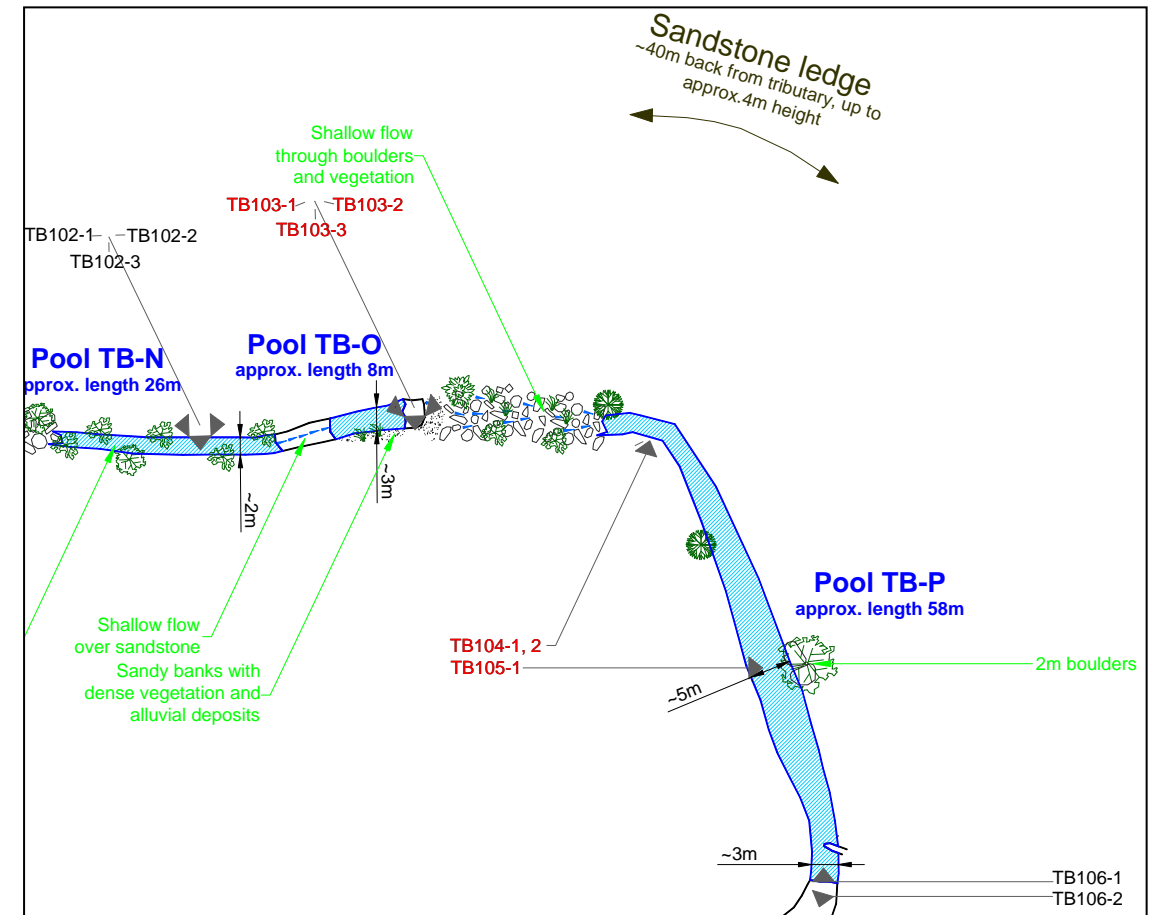 Sandstone ledge
~40m back from tributary, up to
approx.4m height
Shallow flow
through boulders
and vegetation
TB103-1
TB103-2
TB103-3
TB102-1
TB102-2
TB102-3
Pool TB-N
pprox. length 26m
Pool TB-O
approx. length 8m
~2m
~3m
Pool TB-P
approx. length 58m
Shallow flow
over sandstone
Sandy banks with
dense vegetation and
alluvial deposits
TB104-1, 2
TB105-1
2m boulders
~5m
~3m
TB106-1
TB106-2